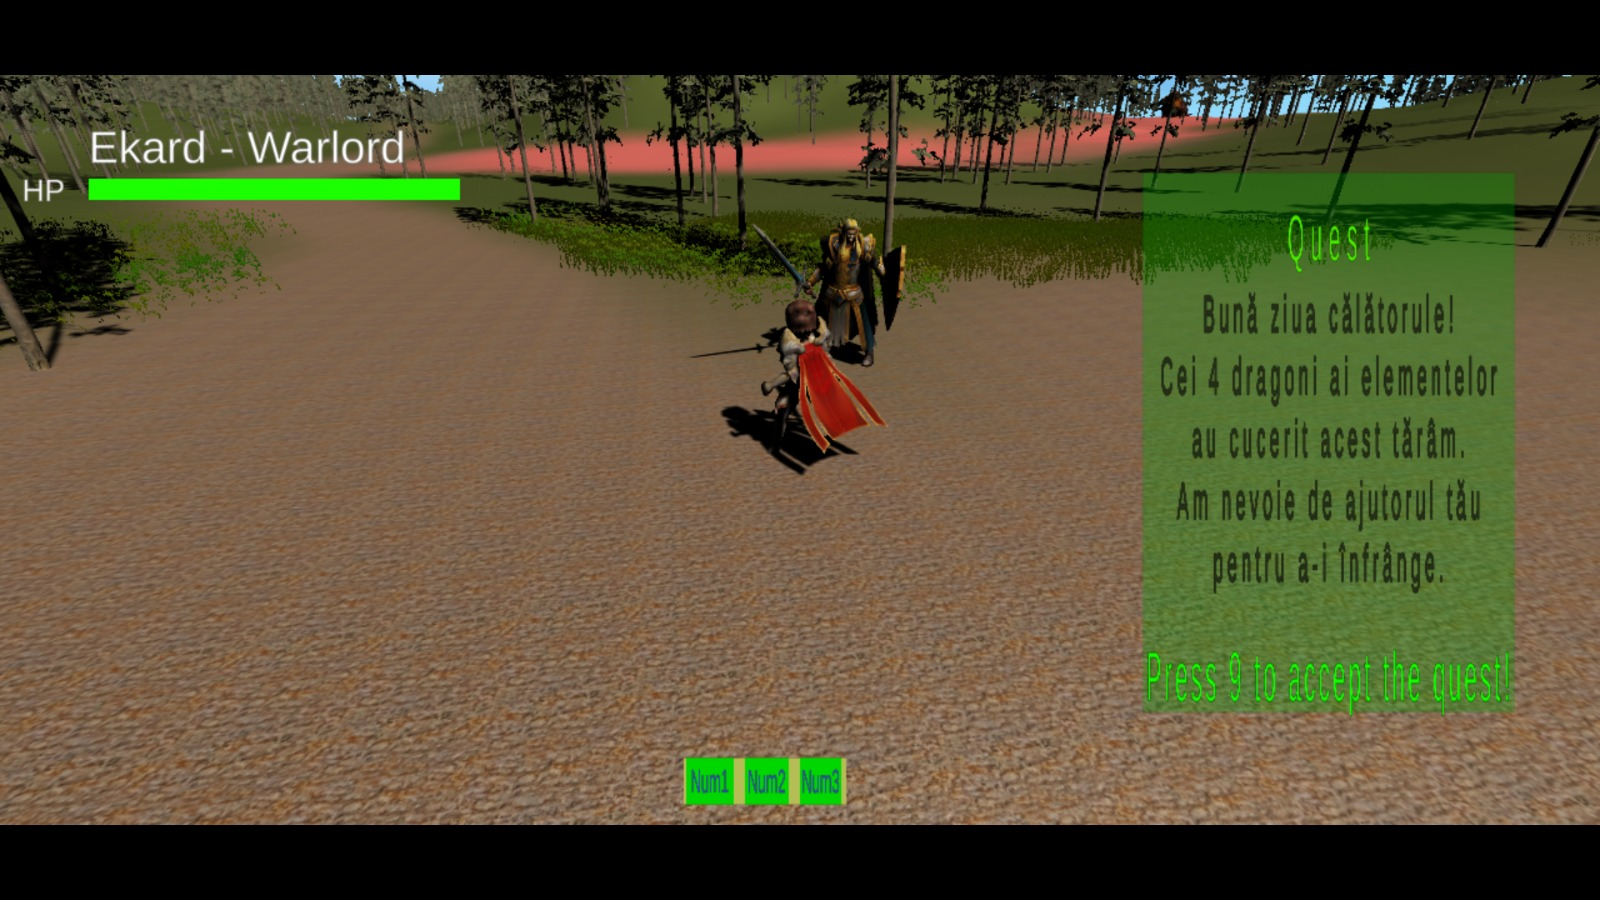 Ekard - Warlord
HP
Quest
Bună ziua călătorule!
Cei 4 dragoni ai elementelor
au cucerit acest tărâm.
Am nevoie de ajutorul tău
pentru a-i înfrânge.
Press 9 to accept the quest!
Num1 Num2 Num3